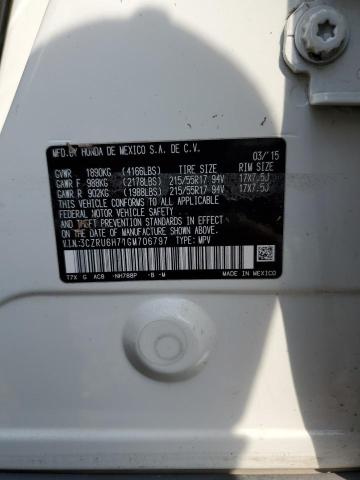 MFD.BY HONDA DE MEXICO S.A. DE C.V.
03/'15
GVWR 1890KG (4166LBS) TIRE SIZE RIM SIZE
GAWR F - 988KG (2178LBS) 215/55R17 94V 17X7.5J
GAWR R 902KG (1988LBS) 215/55R17 94V 17X7.5J
THIS VEHICLE CONFORMS TO ALL
APPLICABLE FEDERAL MOTOR
VEHICLE SAFETY, BUMPER, AND
THEFT PREVENTION STANDARDS IN EFFECT
ON THE DATE OF MANUFACTURE SHOWN ABOVE.
V.I.N:3CZRU6H71GM706797 TYPE: MPV
T7X G AC8 -NH788P -B -M
MADE IN MEXICO